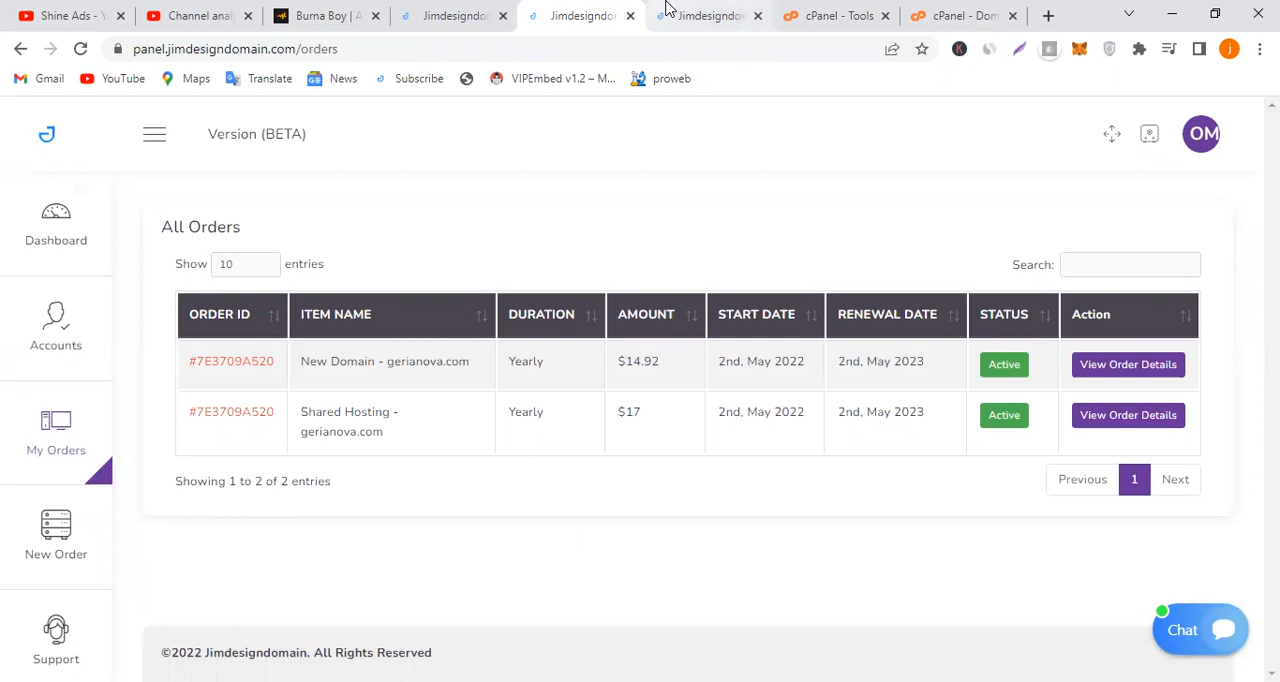 Shine Ads - Y
Channel anal
Burna Boy | A
Jimdesigndo
Jimdesigndo
Jimdesigndo
cPanel - Tools
cPanel - Dom
panel.jimdesigndomain.com/orders
Gmail YouTube Maps Translate News Subscribe VIPEmbed v1.2 – M... proweb
Version (BETA)
OM
Dashboard
Accounts
My Orders
New Order
Support
All Orders
Show 10 entries Search:
ORDER ID ITEM NAME DURATION AMOUNT START DATE RENEWAL DATE STATUS Action
#7E3709A520 New Domain - gerianova.com Yearly $14.92 2nd, May 2022 2nd, May 2023 Active View Order Details
#7E3709A520 Shared Hosting - Yearly $17 2nd, May 2022 2nd, May 2023 Active View Order Details
gerianova.com
Showing 1 to 2 of 2 entries Previous 1 Next
Chat
©2022 Jimdesigndomain. All Rights Reserved